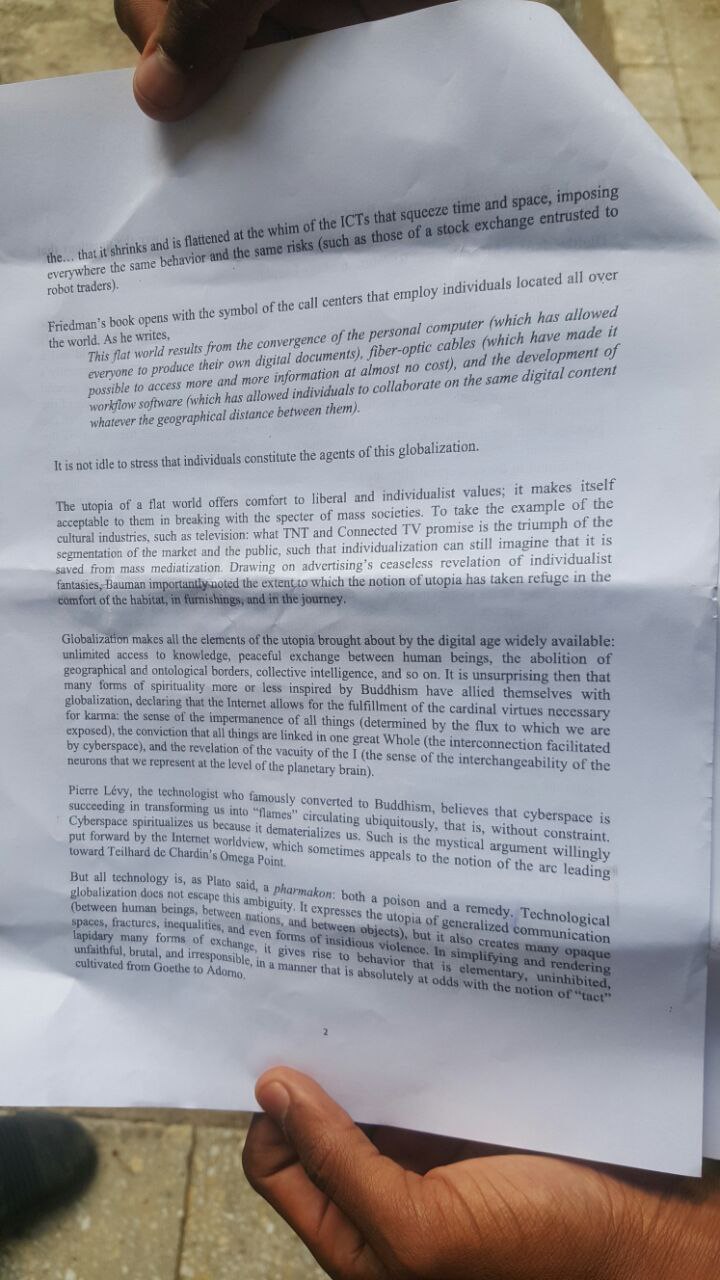 the... that it shrinks and is flattened at the whim of the ICTs that squeeze time and space, imposing
everywhere the same behavior and the same risks (such as those of a stock exchange entrusted to
robot traders).
Friedman's book opens with the symbol of the call centers that employ individuals located all over
the world. As he writes,
This flat world results from the convergence of the personal computer (which has allowed
everyone to produce their own digital documents), fiber-optic cables (which have made it
possible to access more and more information at almost no cost), and the development of
workflow software (which has allowed individuals to collaborate on the same digital content
whatever the geographical distance between them).
It is not idle to stress that individuals constitute the agents of this globalization.
The utopia of a flat world offers comfort to liberal and individualist values; it makes itself
acceptable to them in breaking with the specter of mass societies. To take the example of the
cultural industries, such as television: what TNT and Connected TV promise is the triumph of the
segmentation of the market and the public, such that individualization can still imagine that it is
saved from mass mediatization. Drawing on advertising's ceaseless revelation of individualist
fantasies, Bauman importantly noted the extent to which the notion of utopia has taken refuge in the
comfort of the habitat, in furnishings, and in the journey.
Globalization makes all the elements of the utopia brought about by the digital age widely available:
unlimited access to knowledge, peaceful exchange between human beings, the abolition of
geographical and ontological borders, collective intelligence, and so on. It is unsurprising then that
many forms of spirituality more or less inspired by Buddhism have allied themselves with
globalization, declaring that the Internet allows for the fulfillment of the cardinal virtues necessary
for karma: the sense of the impermanence of all things (determined by the flux to which we are
exposed), the conviction that all things are linked in one great Whole (the interconnection facilitated
by cyberspace), and the revelation of the vacuity of the I (the sense of the interchangeability of the
neurons that we represent at the level of the planetary brain).
Pierre Lévy, the technologist who famously converted to Buddhism, believes that cyberspace is
succeeding in transforming us into "flames" circulating ubiquitously, that is, without constraint.
Cyberspace spiritualizes us because it dematerializes us. Such is the mystical argument willingly
put forward by the Internet worldview, which sometimes appeals to the notion of the arc leading
toward Teilhard de Chardin's Omega Point.
But all technology is, as Plato said, a pharmakon: both a poison and a remedy. Technological
globalization does not escape this ambiguity. It expresses the utopia of generalized communication
(between human beings, between nations, and between objects), but it also creates many opaque
spaces, fractures, inequalities, and even forms of insidious violence. In simplifying and rendering
lapidary many forms of exchange, it gives rise to behavior that is elementary, uninhibited,
unfaithful, brutal, and irresponsible, in a manner that is absolutely at odds with the notion of "tact"
cultivated from Goethe to Adorno.
2